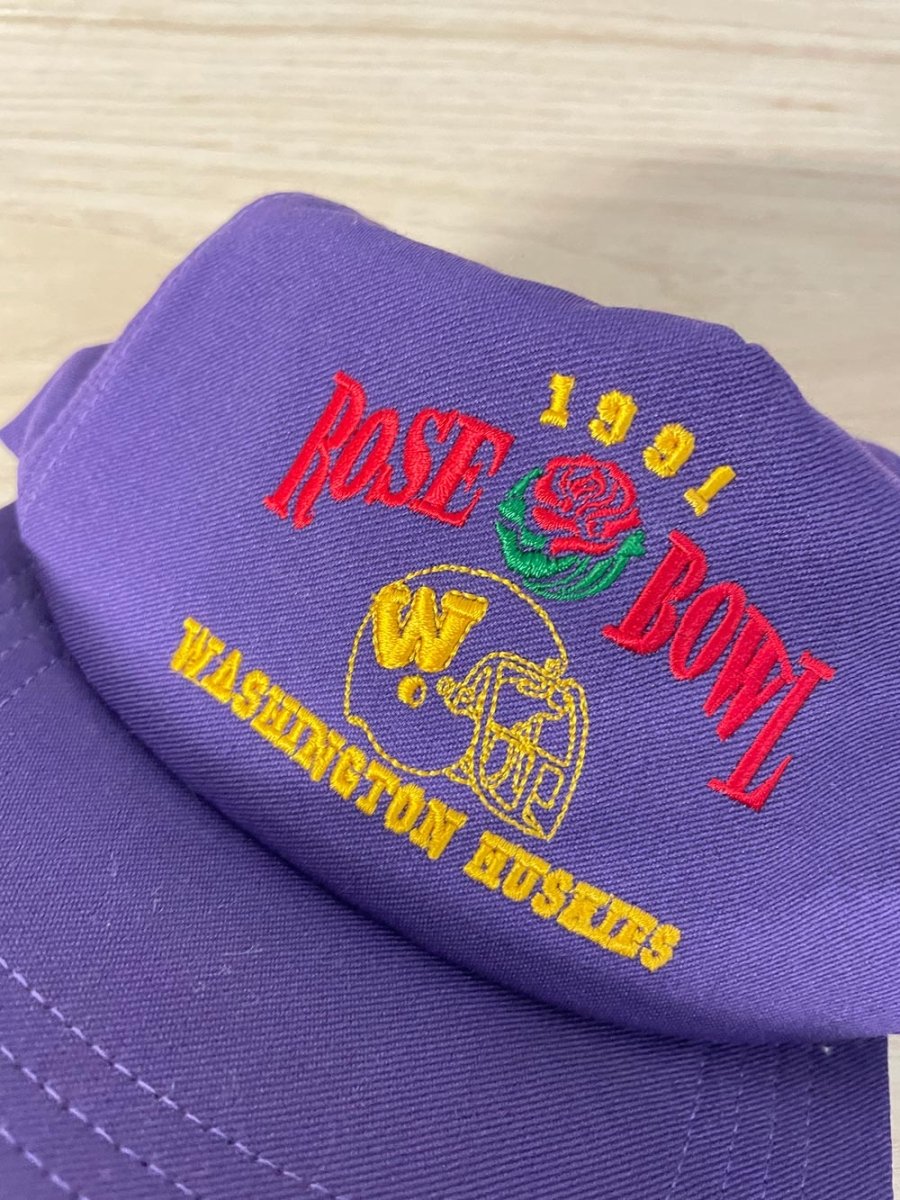 1991
ROSE BOWL
W
WASHINGTON HUSKIES